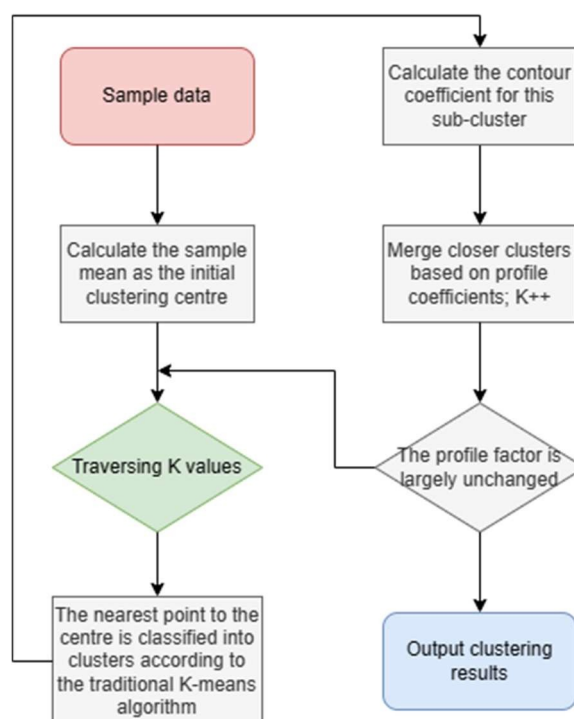 Sample data
Calculate the sample
mean as the initial
clustering centre
Traversing K values
The nearest point to the
centre is classified into
clusters according to
the traditional K-means
algorithm
Calculate the contour
coefficient for this
sub-cluster
Merge closer clusters
based on profile
coefficients; K++
The profile factor is
largely unchanged
Output clustering
results